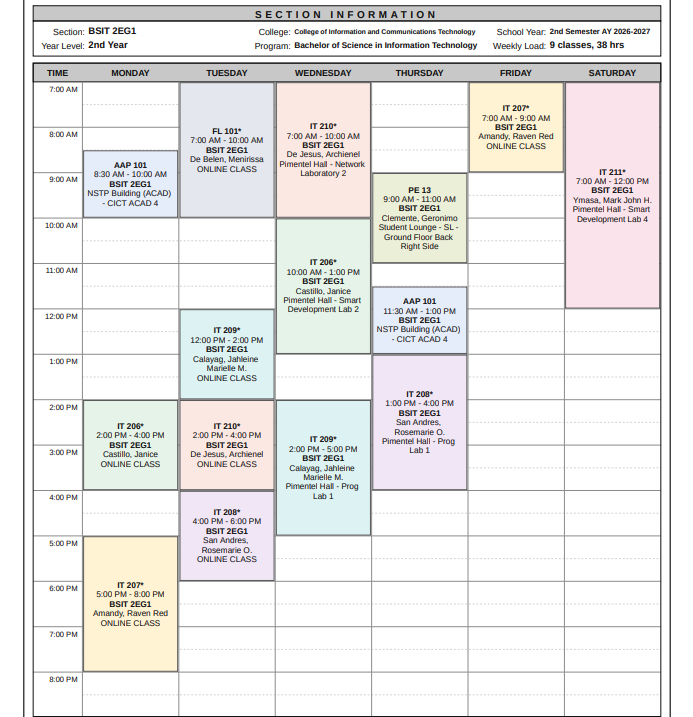 SECTION INFORMATION
Section: BSIT 2EG1
College: College of Information and Communications Technology
School Year: 2nd Semester AY 2026-2027
Year Level: 2nd Year
Program: Bachelor of Science in Information Technology
Weekly Load: 9 classes, 38 hrs
TIME MONDAY TUESDAY WEDNESDAY THURSDAY FRIDAY SATURDAY
7:00 AM
8:00 AM
9:00 AM
10:00 AM
11:00 AM
12:00 PM
1:00 PM
2:00 PM
3:00 PM
4:00 PM
5:00 PM
6:00 PM
7:00 PM
8:00 PM
AAP 101
8:30 AM - 10:00 AM
BSIT 2EG1
NSTP Building (ACAD)
- CICT ACAD 4
IT 206*
2:00 PM - 4:00 PM
BSIT 2EG1
Castillo, Janice
ONLINE CLASS
IT 207*
5:00 PM - 8:00 PM
BSIT 2EG1
Amandy, Raven Red
ONLINE CLASS
FL 101*
7:00 AM - 10:00 AM
BSIT 2EG1
De Belen, Menirissa
ONLINE CLASS
IT 209*
12:00 PM - 2:00 PM
BSIT 2EG1
Calayag, Jahleine
Marielle M.
ONLINE CLASS
IT 210*
2:00 PM - 4:00 PM
BSIT 2EG1
De Jesus, Archienel
ONLINE CLASS
IT 208*
4:00 PM - 6:00 PM
BSIT 2EG1
San Andres,
Rosemarie O.
ONLINE CLASS
IT 210*
7:00 AM - 10:00 AM
BSIT 2EG1
De Jesus, Archienel
Pimentel Hall - Network
Laboratory 2
IT 206*
10:00 AM - 1:00 PM
BSIT 2EG1
Castillo, Janice
Pimentel Hall - Smart
Development Lab 2
IT 209*
2:00 PM - 5:00 PM
BSIT 2EG1
Calayag, Jahleine
Marielle M.
Pimentel Hall - Prog
Lab 1
PE 13
9:00 AM - 11:00 AM
BSIT 2EG1
Clemente, Geronimo
Student Lounge - SL -
Ground Floor Back
Right Side
AAP 101
11:30 AM - 1:00 PM
BSIT 2EG1
NSTP Building (ACAD)
- CICT ACAD 4
IT 208*
1:00 PM - 4:00 PM
BSIT 2EG1
San Andres,
Rosemarie O.
Pimentel Hall - Prog
Lab 1
IT 207*
7:00 AM - 9:00 AM
BSIT 2EG1
Amandy, Raven Red
ONLINE CLASS
IT 211*
7:00 AM - 12:00 PM
BSIT 2EG1
Ymasa, Mark John H.
Pimentel Hall - Smart
Development Lab 4